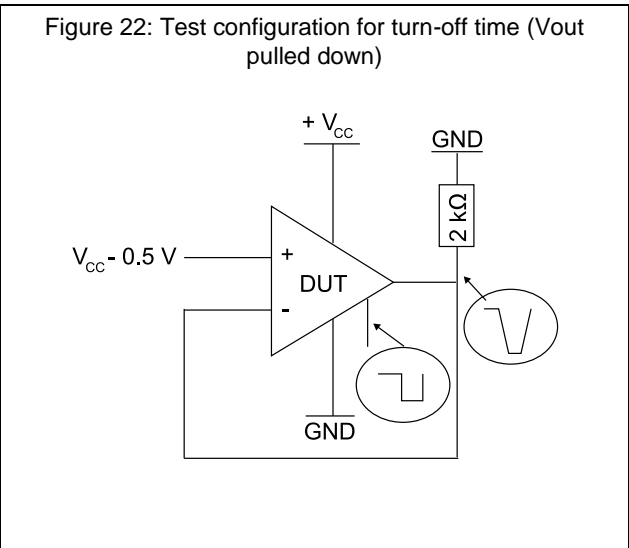 Figure 22: Test configuration for turn-off time (Vout
pulled down)
+ VCC
GND
2 kΩ
VCC- 0.5 V
+
DUT
-
GND